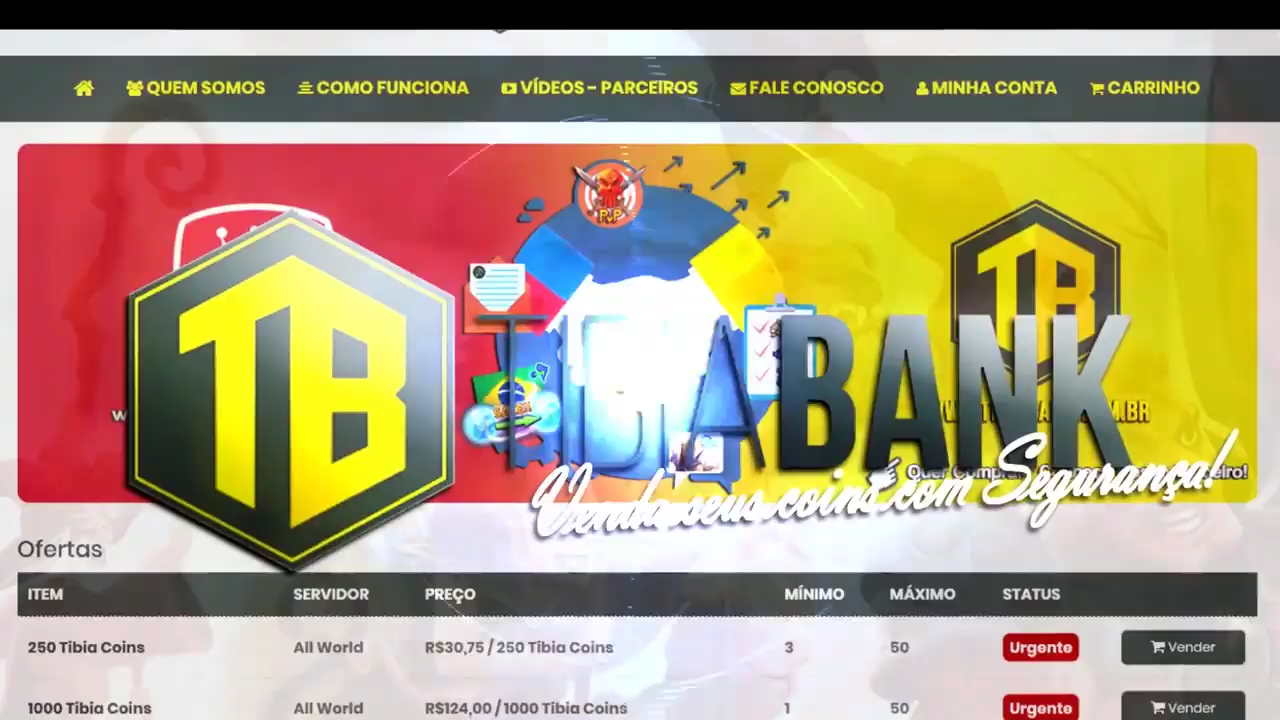 QUEM SOMOS
COMO FUNCIONA
VÍDEOS - PARCEIROS
FALE CONOSCO
MINHA CONTA
CARRINHO
PVP
TB
TB
TIBIABANK
Venda seus coins com Segurança!
Ofertas
ITEM SERVIDOR PREÇO MÍNIMO MÁXIMO STATUS
250 Tibia Coins All World R$30,75 / 250 Tibia Coins 3 50 Urgente Vender
1000 Tibia Coins All World R$124,00 / 1000 Tibia Coins 1 50 Urgente Vender